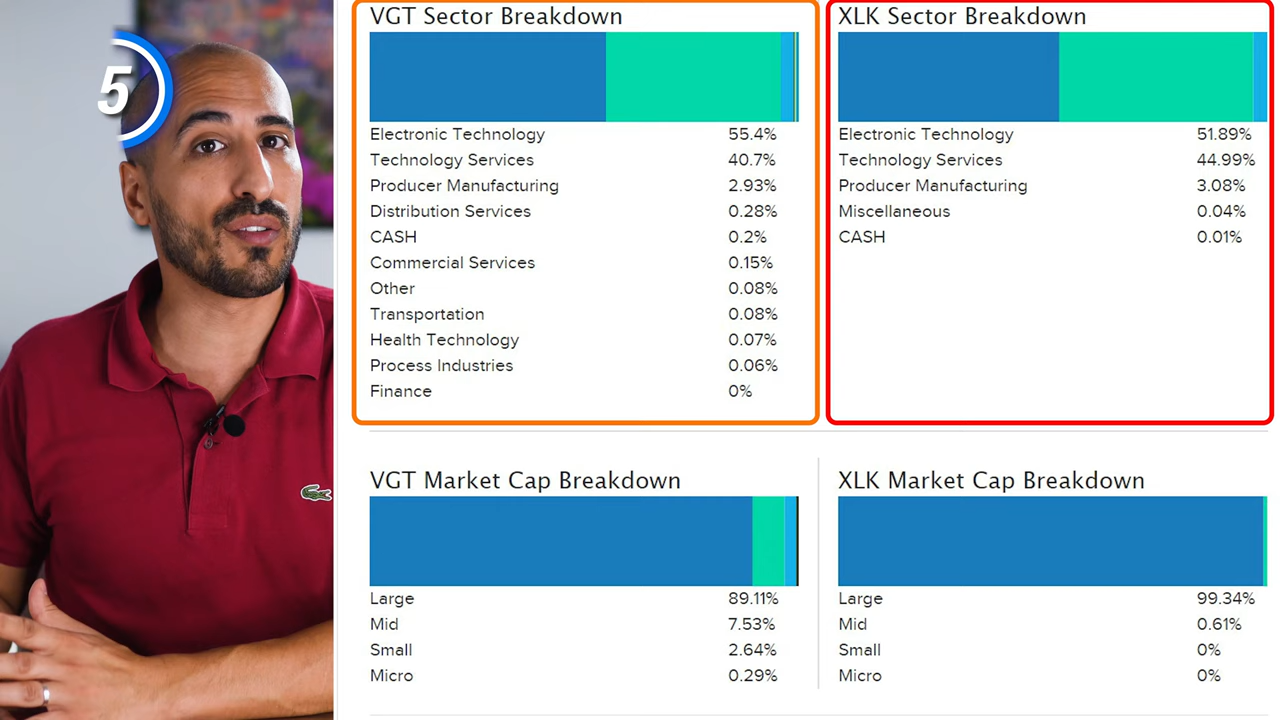 5
VGT Sector Breakdown
Electronic Technology 55.4%
Technology Services 40.7%
Producer Manufacturing 2.93%
Distribution Services 0.28%
CASH 0.2%
Commercial Services 0.15%
Other 0.08%
Transportation 0.08%
Health Technology 0.07%
Process Industries 0.06%
Finance 0%
XLK Sector Breakdown
Electronic Technology 51.89%
Technology Services 44.99%
Producer Manufacturing 3.08%
Miscellaneous 0.04%
CASH 0.01%
VGT Market Cap Breakdown
Large 89.11%
Mid 7.53%
Small 2.64%
Micro 0.29%
XLK Market Cap Breakdown
Large 99.34%
Mid 0.61%
Small 0%
Micro 0%